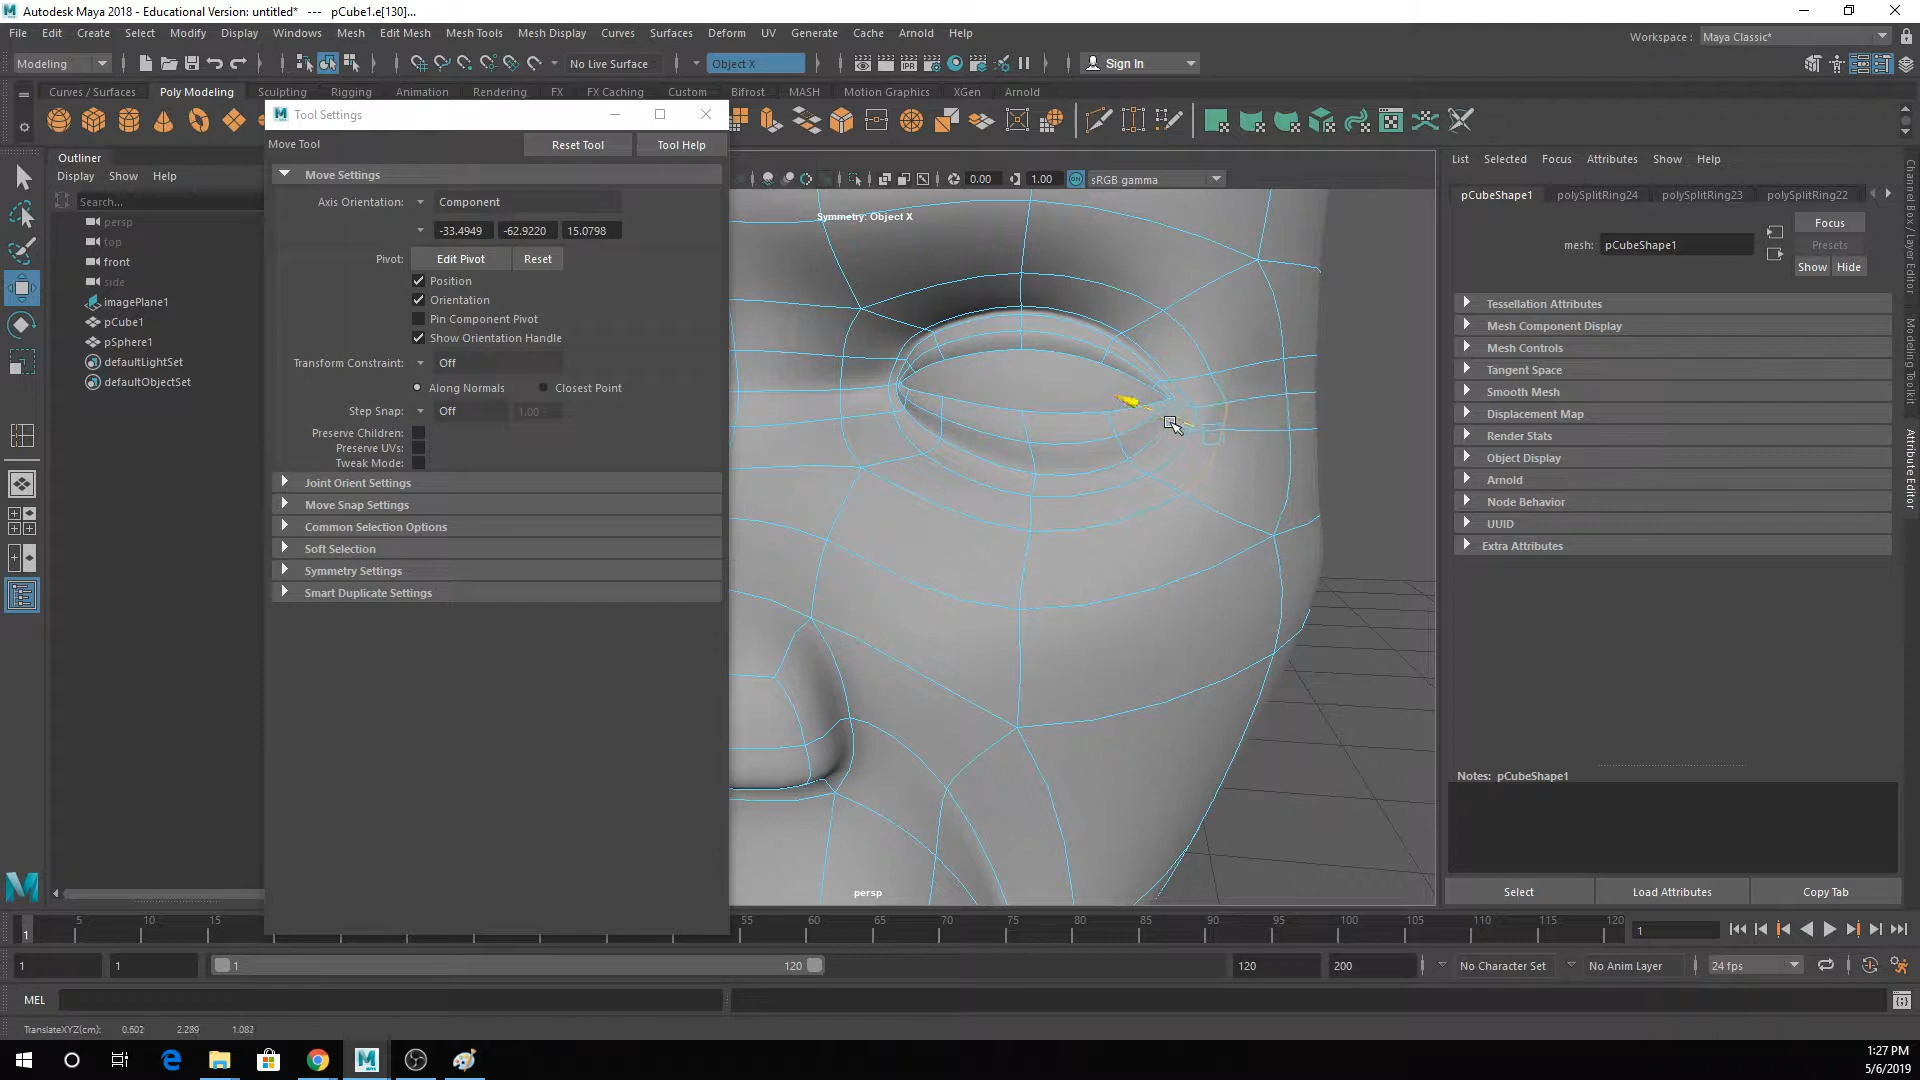 Autodesk Maya 2018 - Educational Version: untitled*   ---   pCube1.e[130]...
File Edit Create Select Modify Display Windows Mesh Edit Mesh Mesh Tools Mesh Display Curves Surfaces Deform UV Generate Cache Arnold Help
Workspace : Maya Classic*
Modeling No Live Surface Object X Sign In
Curves / Surfaces Poly Modeling Sculpting Rigging Animation Rendering FX FX Caching Custom Bifrost MASH Motion Graphics XGen Arnold
Tool Settings
Move Tool Reset Tool Tool Help
Move Settings
Axis Orientation: Component
-33.4949 -62.9220 15.0798
Pivot: Edit Pivot Reset
Position
Orientation
Pin Component Pivot
Show Orientation Handle
Transform Constraint: Off
Along Normals Closest Point
Step Snap: Off 1.00
Preserve Children:
Preserve UVs:
Tweak Mode:
Joint Orient Settings
Move Snap Settings
Common Selection Options
Soft Selection
Symmetry Settings
Smart Duplicate Settings
Outliner
Display Show Help
Search...
persp
top
front
side
imagePlane1
pCube1
pSphere1
defaultLightSet
defaultObjectSet
0.00 1.00 sRGB gamma
Symmetry: Object X
persp
List Selected Focus Attributes Show Help
pCubeShape1 polySplitRing24 polySplitRing23 polySplitRing22
Focus
mesh: pCubeShape1
Presets
Show Hide
Tessellation Attributes
Mesh Component Display
Mesh Controls
Tangent Space
Smooth Mesh
Displacement Map
Render Stats
Object Display
Arnold
Node Behavior
UUID
Extra Attributes
Notes: pCubeShape1
Select Load Attributes Copy Tab
Channel Box / Layer Editor
Modeling Toolkit
Attribute Editor
1 5 10 15 55 60 65 70 75 80 85 90 95 100 105 110 115 120
1
1 1 1 120 120 200 No Character Set No Anim Layer 24 fps
MEL
TranslateXYZ(cm): 0.602 2.289 1.082
1:27 PM
5/6/2019